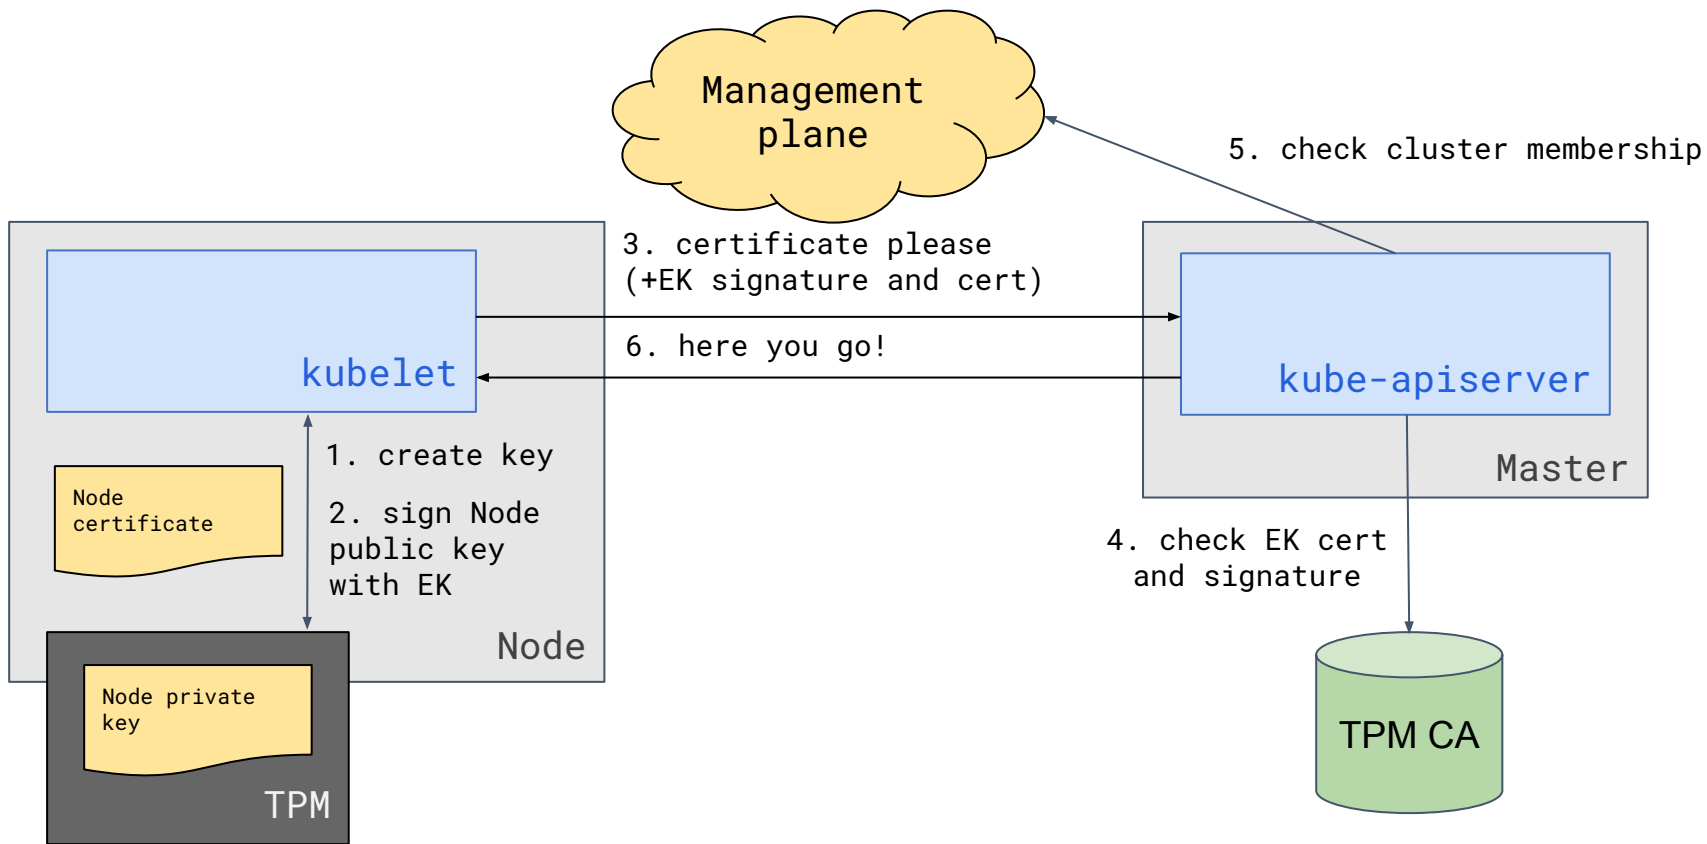 Management
plane
5. check cluster membership
3. certificate please
(+EK signature and cert)
6. here you go!
kubelet
kube-apiserver
1. create key
Master
Node
certificate
2. sign Node
public key
with EK
4. check EK cert
and signature
Node
Node private
key
TPM CA
TPM